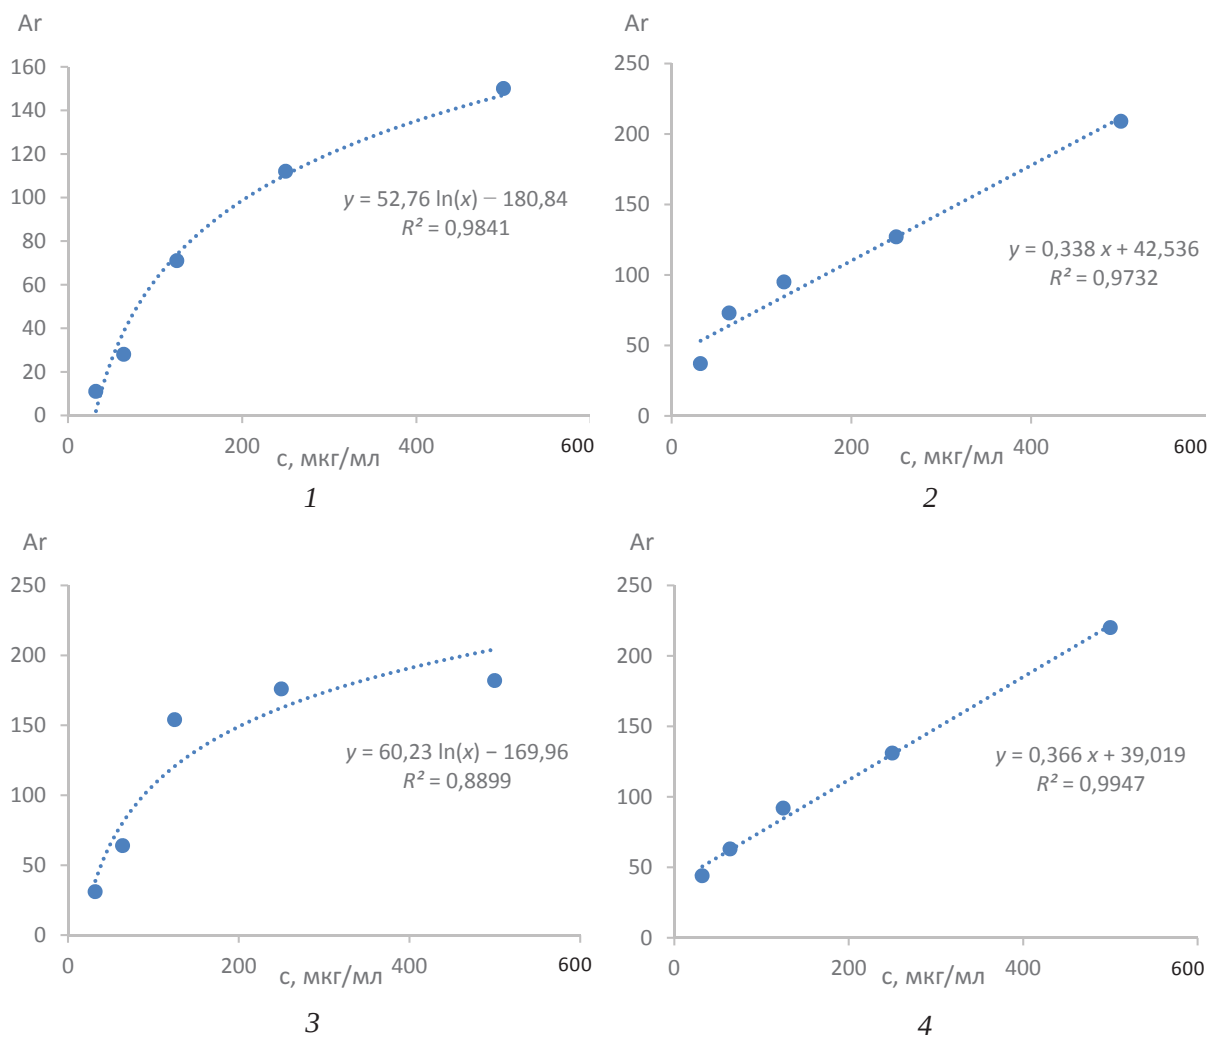 Ar
160
140
120
100
80
60
40
20
0
0
200
400
600
с, мкг/мл
y = 52,76 ln(x) − 180,84
R² = 0,9841
1
Ar
250
200
150
100
50
0
0
200
400
600
с, мкг/мл
y = 0,338 x + 42,536
R² = 0,9732
2
Ar
250
200
150
100
50
0
0
200
400
600
с, мкг/мл
y = 60,23 ln(x) − 169,96
R² = 0,8899
3
Ar
250
200
150
100
50
0
0
200
400
600
с, мкг/мл
y = 0,366 x + 39,019
R² = 0,9947
4